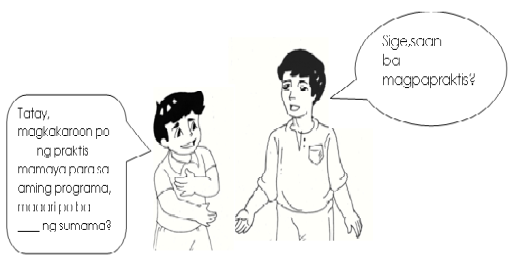 Tatay,
magkakaroon po
ng praktis
mamaya para sa
aming programa,
maaari po ba
____ ng sumama?
Sige,saan
ba
magpapraktis?